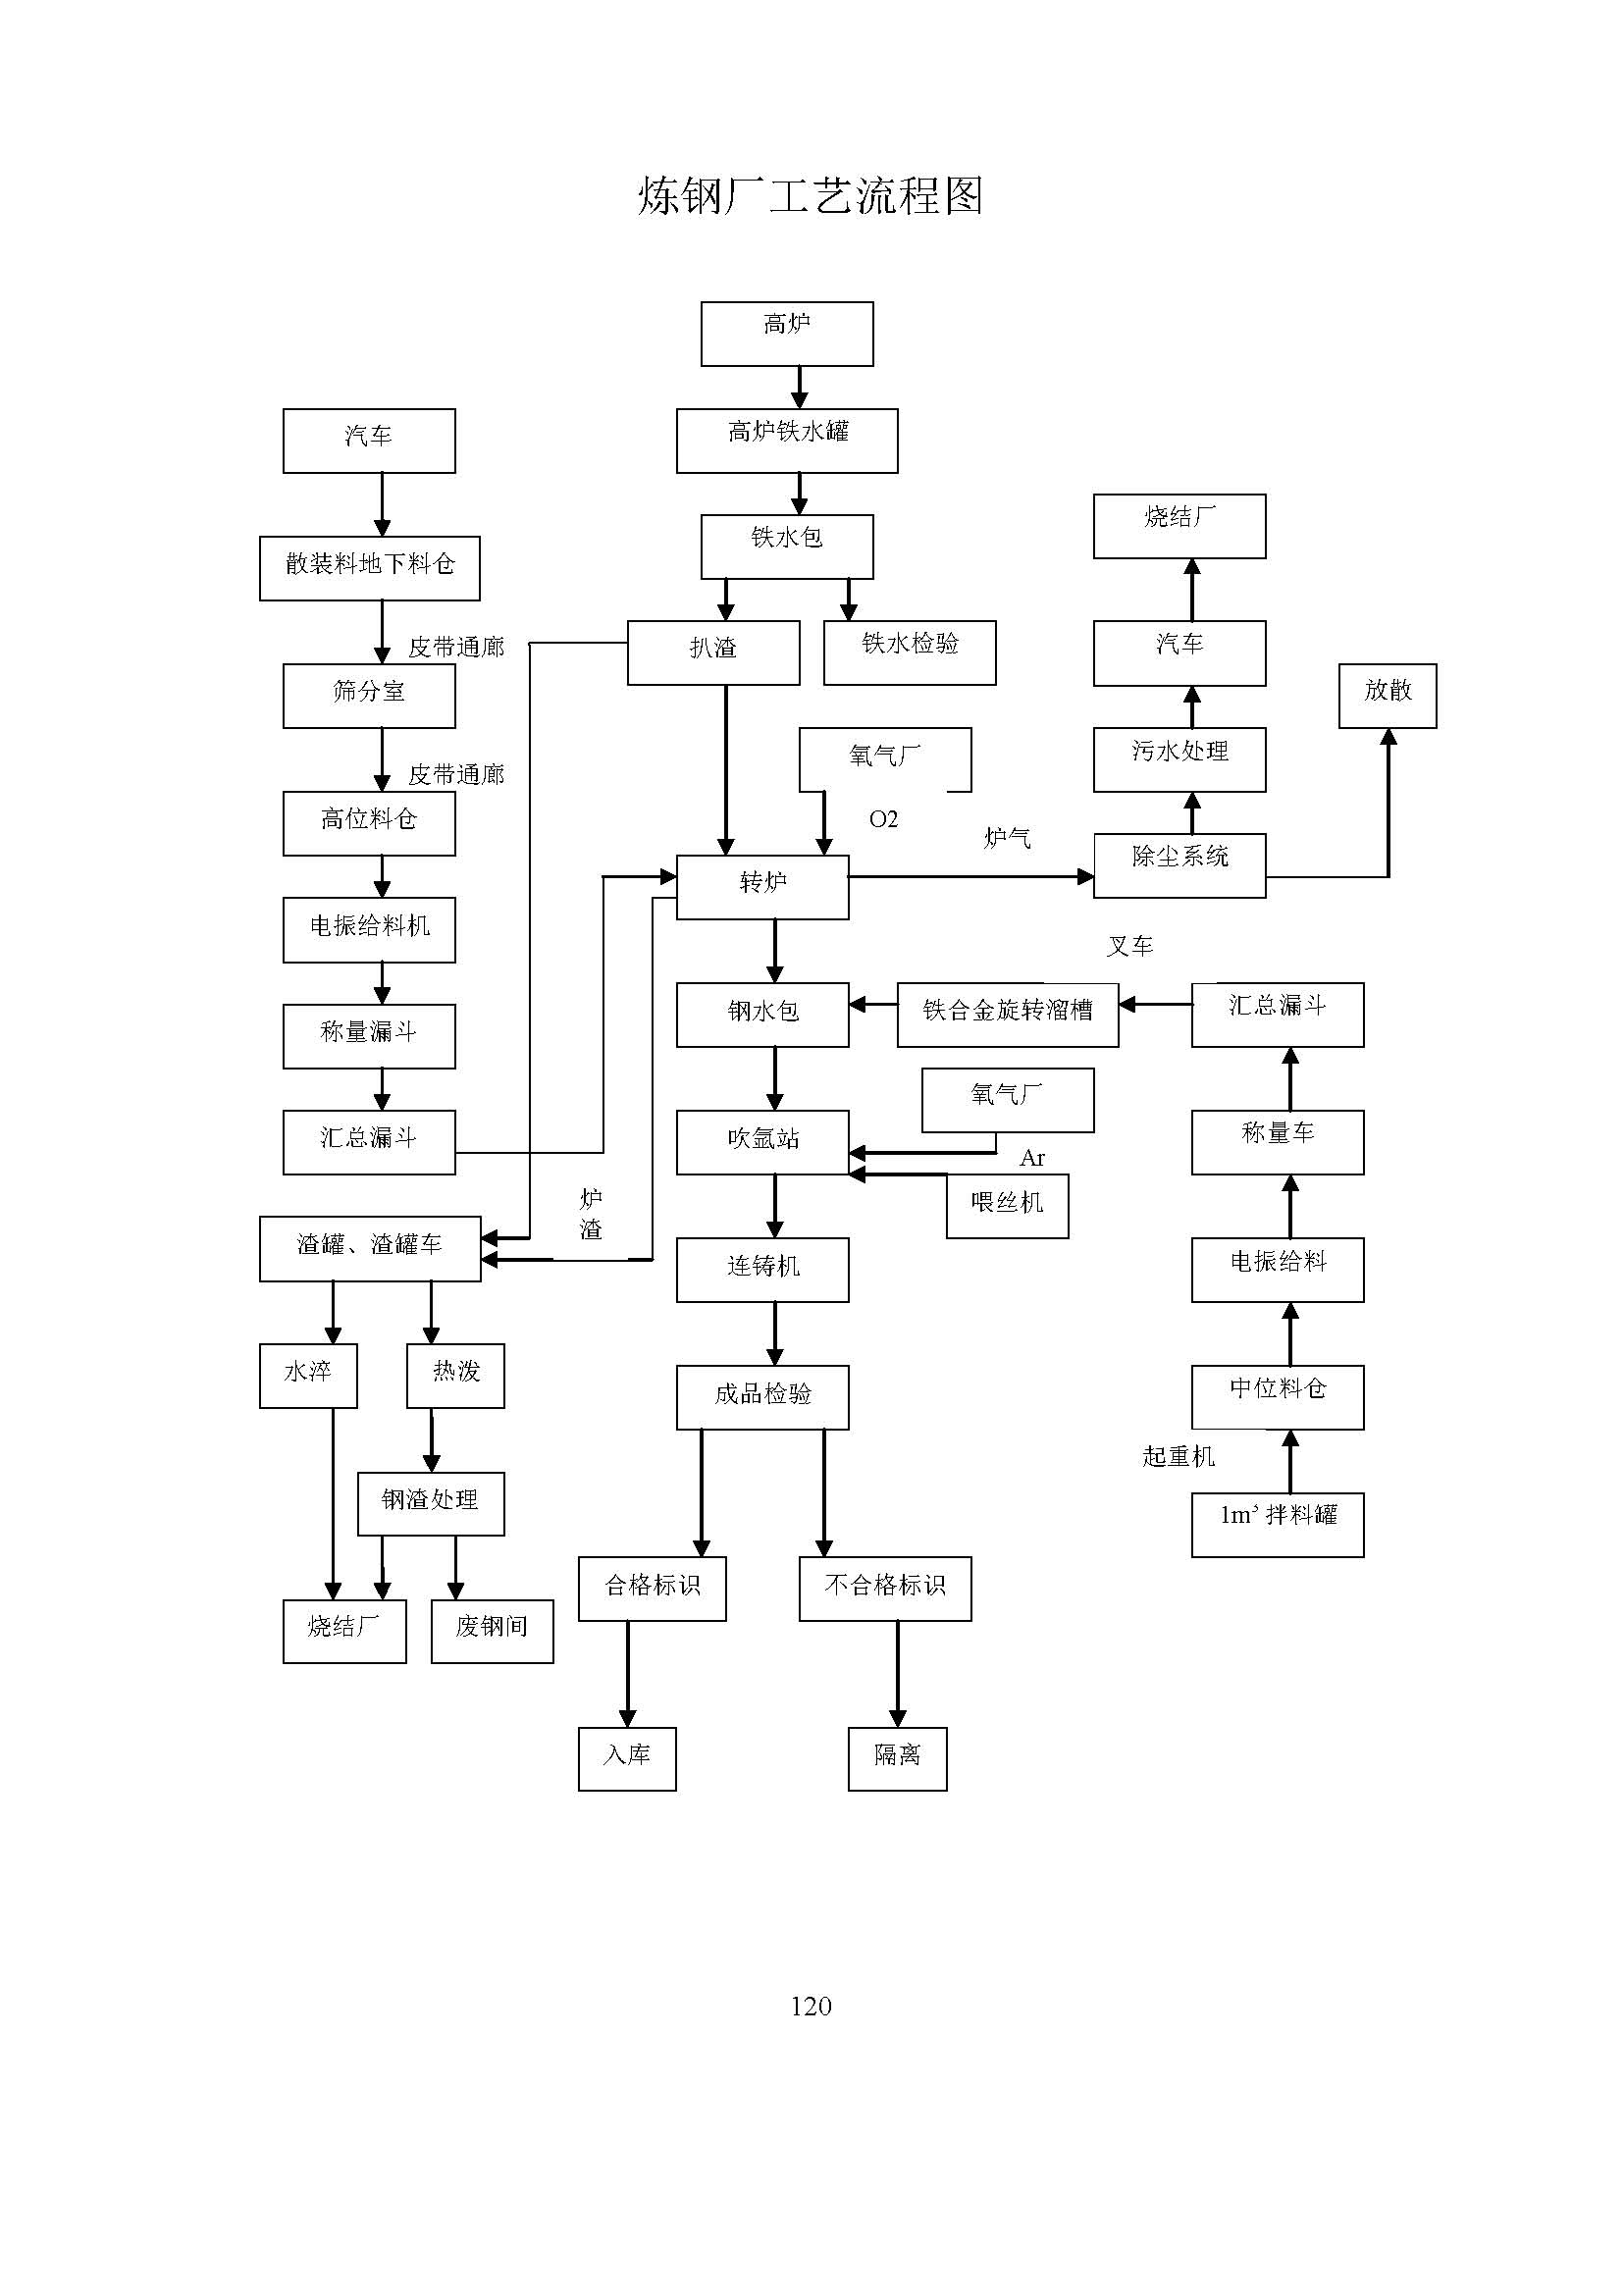 炼钢厂工艺流程图
高炉
汽车
高炉铁水罐
烧结厂
散装料地下料仓
铁水包
皮带通廊
扒渣
铁水检验
汽车
筛分室
放散
皮带通廊
氧气厂
污水处理
高位料仓
O2
炉气
转炉
除尘系统
电振给料机
叉车
称量漏斗
钢水包
铁合金旋转溜槽
汇总漏斗
氧气厂
汇总漏斗
吹氩站
称量车
Ar
炉
渣
喂丝机
渣罐、渣罐车
连铸机
电振给料
水淬
热泼
成品检验
中位料仓
起重机
钢渣处理
1m³拌料罐
合格标识
不合格标识
烧结厂
废钢间
入库
隔离
120